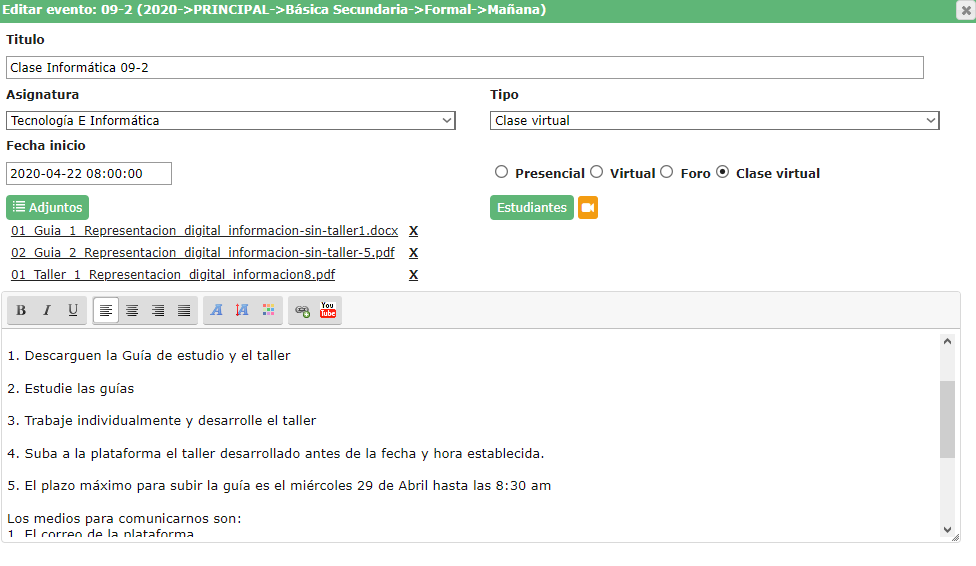 Editar evento: 09-2 (2020->PRINCIPAL->Básica Secundaria->Formal->Mañana)
Titulo
Clase Informática 09-2
Asignatura Tipo
Tecnología E Informática Clase virtual
Fecha inicio
2020-04-22 08:00:00 Presencial Virtual Foro Clase virtual
Adjuntos Estudiantes
01_Guia_1_Representacion_digital_informacion-sin-taller1.docx X
02_Guia_2_Representacion_digital_informacion-sin-taller-5.pdf X
01_Taller_1_Representacion_digital_informacion8.pdf X
B I U A A You Tube
1. Descarguen la Guía de estudio y el taller
2. Estudie las guías
3. Trabaje individualmente y desarrolle el taller
4. Suba a la plataforma el taller desarrollado antes de la fecha y hora establecida.
5. El plazo máximo para subir la guía es el miércoles 29 de Abril hasta las 8:30 am
Los medios para comunicarnos son:
1. El correo de la plataforma